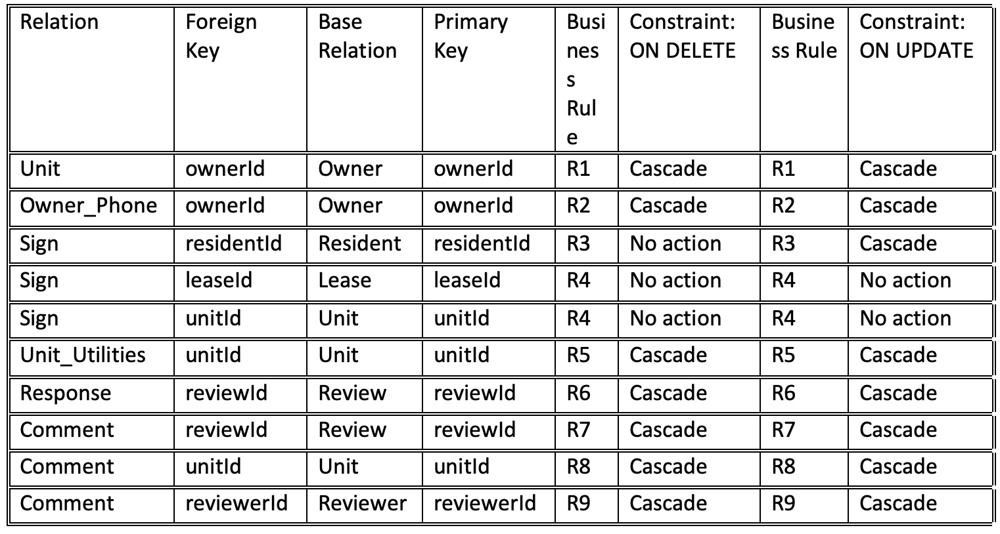 Relation Foreign Key Base Relation Primary Key Busi nes s Rul e Constraint: ON DELETE Busine ss Rule Constraint: ON UPDATE
Unit ownerId Owner ownerId R1 Cascade R1 Cascade
Owner_Phone ownerId Owner ownerId R2 Cascade R2 Cascade
Sign residentId Resident residentId R3 No action R3 Cascade
Sign leaseId Lease leaseId R4 No action R4 No action
Sign unitId Unit unitId R4 No action R4 No action
Unit_Utilities unitId Unit unitId R5 Cascade R5 Cascade
Response reviewId Review reviewId R6 Cascade R6 Cascade
Comment reviewId Review reviewId R7 Cascade R7 Cascade
Comment unitId Unit unitId R8 Cascade R8 Cascade
Comment reviewerId Reviewer reviewerId R9 Cascade R9 Cascade